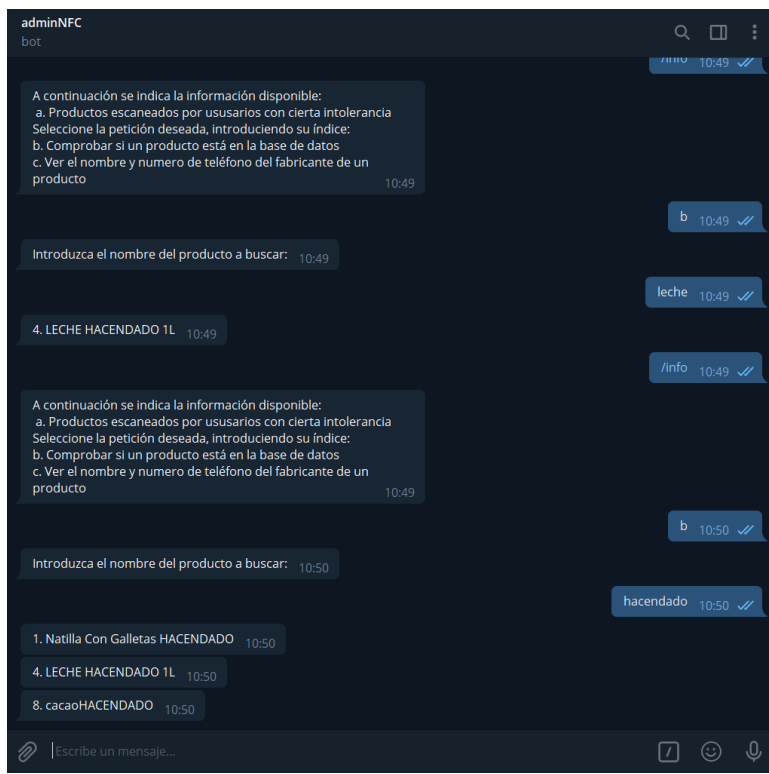 adminNFC
bot
/info 10:49
A continuación se indica la información disponible:
a. Productos escaneados por ususarios con cierta intolerancia
Seleccione la petición deseada, introduciendo su índice:
b. Comprobar si un producto está en la base de datos
c. Ver el nombre y numero de teléfono del fabricante de un
producto 10:49
b 10:49
Introduzca el nombre del producto a buscar: 10:49
leche 10:49
4. LECHE HACENDADO 1L 10:49
/info 10:49
A continuación se indica la información disponible:
a. Productos escaneados por ususarios con cierta intolerancia
Seleccione la petición deseada, introduciendo su índice:
b. Comprobar si un producto está en la base de datos
c. Ver el nombre y numero de teléfono del fabricante de un
producto 10:49
b 10:50
Introduzca el nombre del producto a buscar: 10:50
hacendado 10:50
1. Natilla Con Galletas HACENDADO 10:50
4. LECHE HACENDADO 1L 10:50
8. cacaoHACENDADO 10:50
Escribe un mensaje...